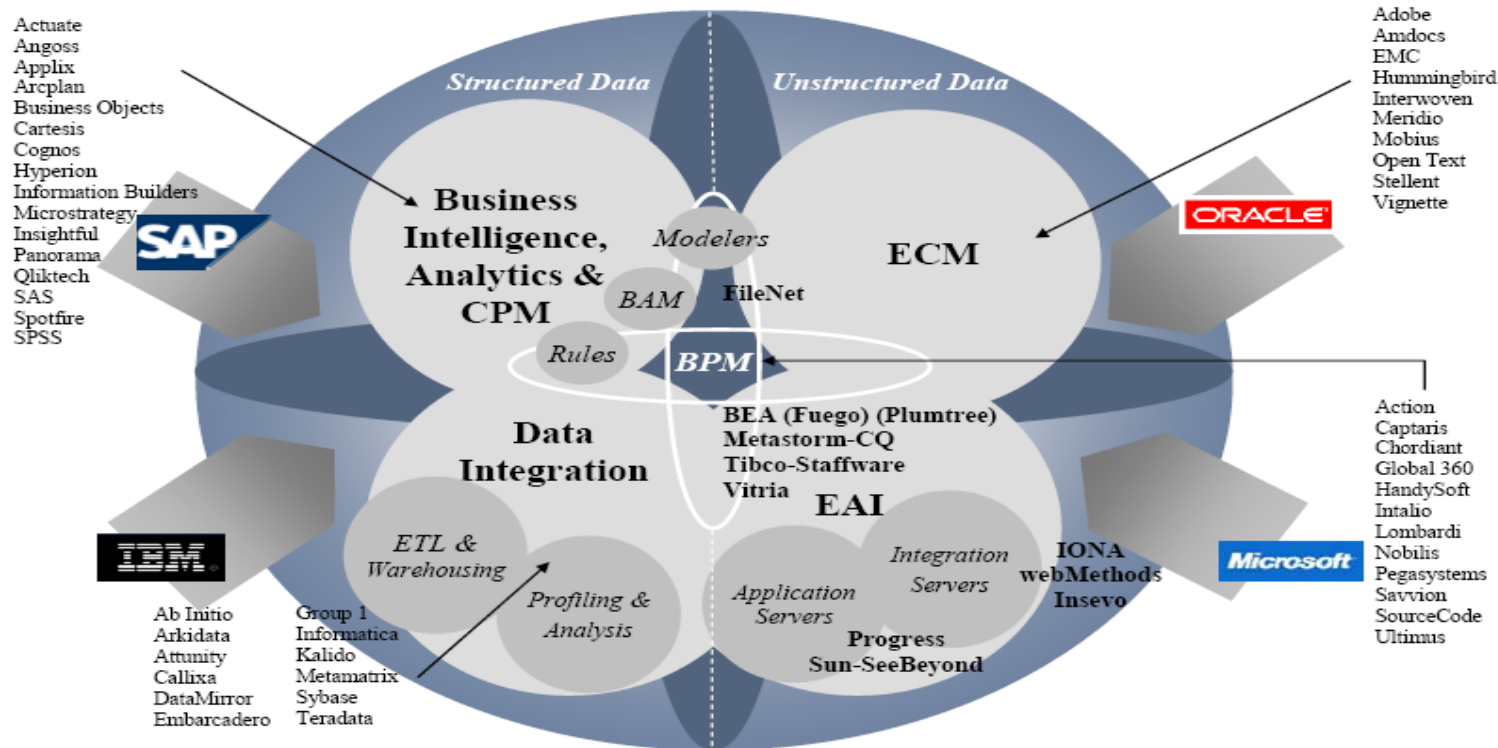 Actuate
Angoss
Applix
Arcplan
Business Objects
Cartesis
Cognos
Hyperion
Information Builders
Microstrategy
Insightful
Panorama
Qliktech
SAS
Spotfire
SPSS
SAP
Structured Data
Unstructured Data
Business
Intelligence,
Analytics &
CPM
Modelers
BAM
Rules
FileNet
BPM
ECM
Adobe
Amdocs
EMC
Hummingbird
Interwoven
Meridio
Mobius
Open Text
Stellent
Vignette
ORACLE
Data
Integration
ETL &
Warehousing
Profiling &
Analysis
BEA (Fuego) (Plumtree)
Metastorm-CQ
Tibco-Staffware
Vitria
EAI
Application
Servers
Integration
Servers
IONA
webMethods
Insevo
Progress
Sun-SeeBeyond
IBM
Ab Initio
Arkidata
Attunity
Callixa
DataMirror
Embarcadero
Group 1
Informatica
Kalido
Metamatrix
Sybase
Teradata
Microsoft
Action
Captaris
Chordiant
Global 360
HandySoft
Intalio
Lombardi
Nobilis
Pegasystems
Savvion
SourceCode
Ultimus